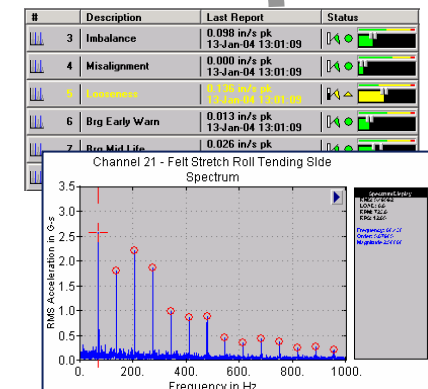 # Description Last Report Status
3 Imbalance 0.098 in/s pk
13-Jan-04 13:01:09
4 Misalignment 0.000 in/s pk
13-Jan-04 13:01:09
5 Looseness 0.136 in/s pk
13-Jan-04 13:01:09
6 Brg Early Warn 0.013 in/s pk
13-Jan-04 13:01:09
7 Brg Mid Life 0.026 in/s pk
Channel 21 - Felt Stretch Roll Tending Side
Spectrum
Spectrum Display
RMS Acceleration in G-s
3.5
3.0
2.5
2.0
1.5
1.0
0.5
0.0
0. 200. 400. 600. 800. 1000.
Frequency in Hz